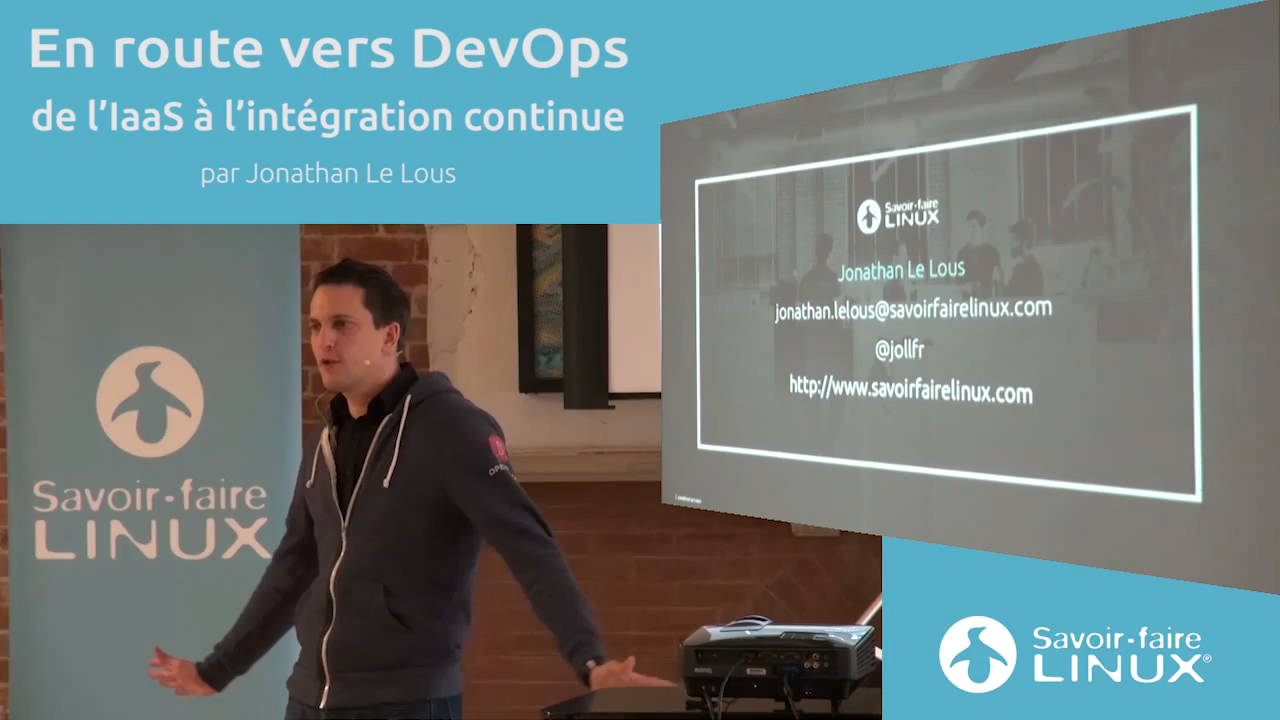 En route vers DevOps
de l'IaaS à l'intégration continue
par Jonathan Le Lous
Savoir-faire
LINUX
Jonathan Le Lous
jonathan.lelous@savoirfairelinux.com
@jollfr
http://www.savoirfairelinux.com
Savoir-faire
LINUX
Savoir-faire
LINUX®